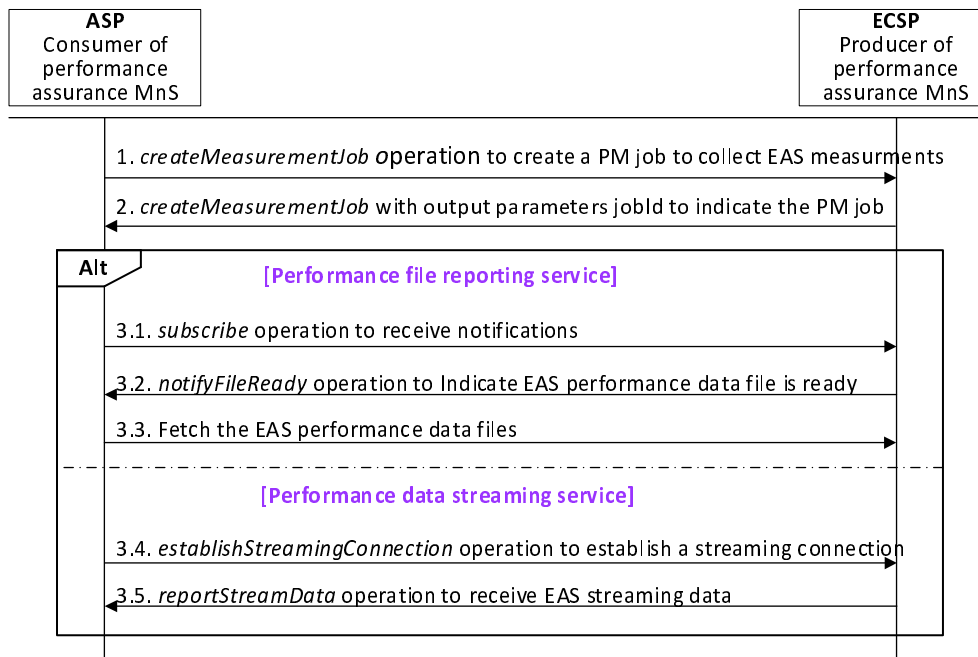 ASP
Consumer of
performance
assurance MnS
ECSP
Producer of
performance
assurance MnS
1. createMeasurementJob operation to create a PM job to collect EAS measurments
2. createMeasurementJob with output parameters jobId to indicate the PM job
Alt
[Performance file reporting service]
3.1. subscribe operation to receive notifications
3.2. notifyFileReady operation to Indicate EAS performance data file is ready
3.3. Fetch the EAS performance data files
[Performance data streaming service]
3.4. establishStreamingConnection operation to establish a streaming connection
3.5. reportStreamData operation to receive EAS streaming data